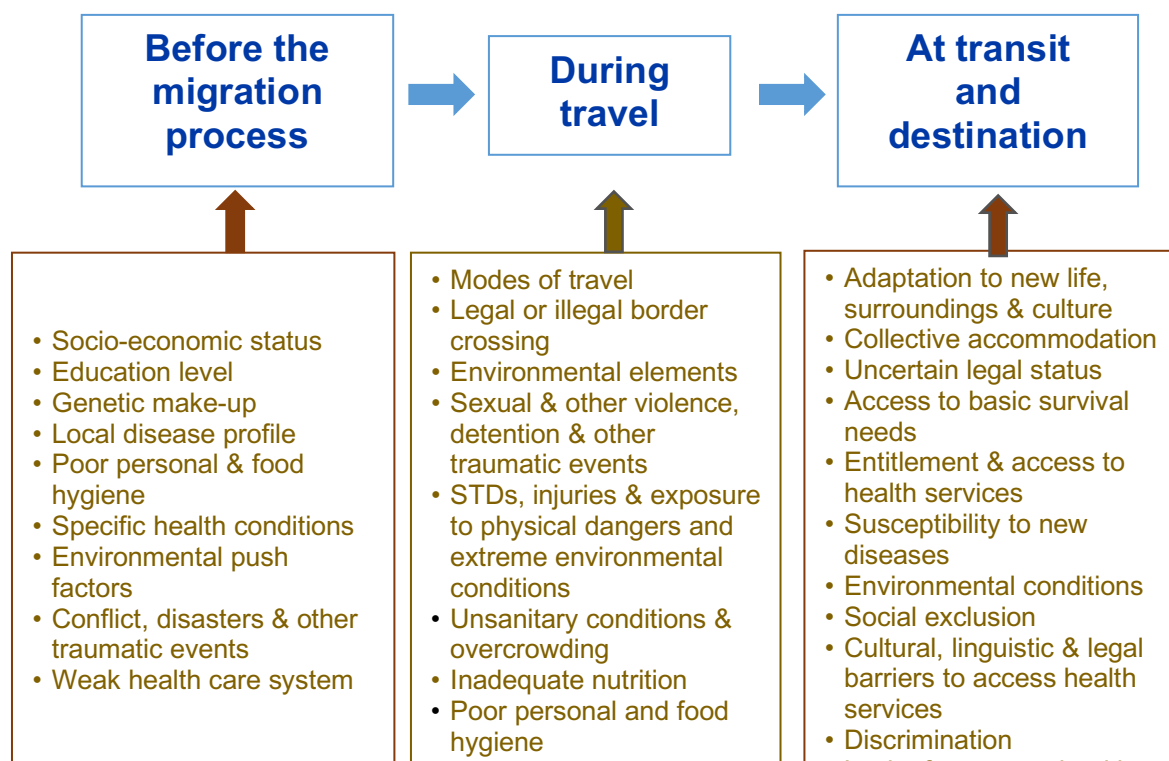 Before the
migration
process
During
travel
At transit
and
destination
• Socio-economic status
• Education level
• Genetic make-up
• Local disease profile
• Poor personal & food
hygiene
• Specific health conditions
• Environmental push
factors
• Conflict, disasters & other
traumatic events
• Weak health care system
• Modes of travel
• Legal or illegal border
crossing
• Environmental elements
• Sexual & other violence,
detention & other
traumatic events
• STDs, injuries & exposure
to physical dangers and
extreme environmental
conditions
• Unsanitary conditions &
overcrowding
• Inadequate nutrition
• Poor personal and food
hygiene
• Adaptation to new life,
surroundings & culture
• Collective accommodation
• Uncertain legal status
• Access to basic survival
needs
• Entitlement & access to
health services
• Susceptibility to new
diseases
• Environmental conditions
• Social exclusion
• Cultural, linguistic & legal
barriers to access health
services
• Discrimination